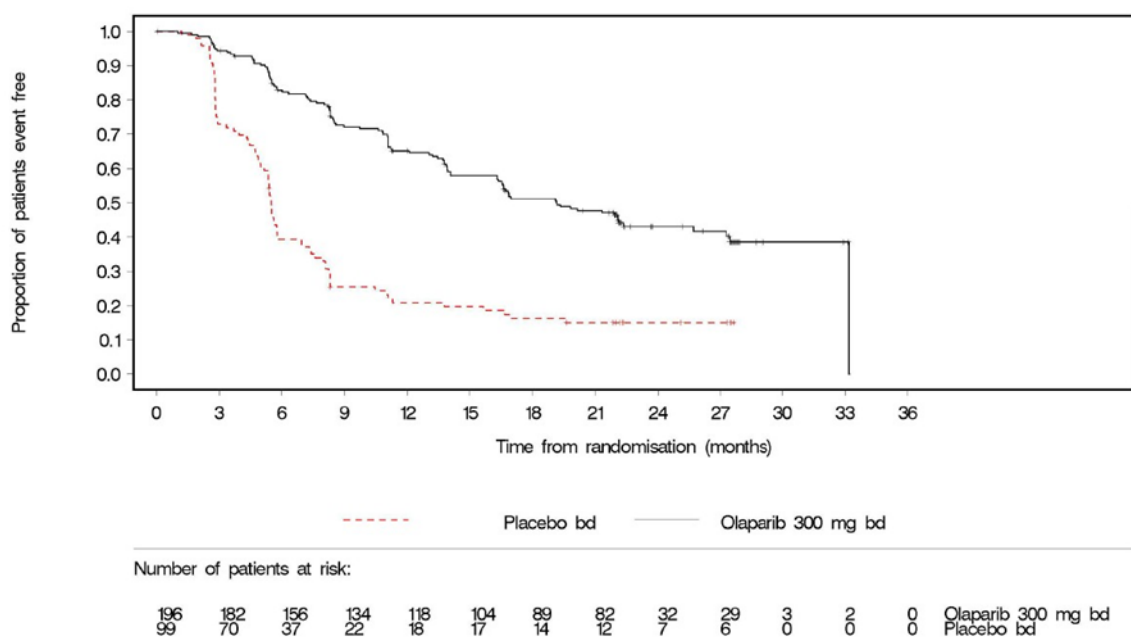 Proportion of patients event free
1.0
0.9
0.8
0.7
0.6
0.5
0.4
0.3
0.2
0.1
0.0
0 3 6 9 12 15 18 21 24 27 30 33 36
Time from randomisation (months)
Placebo bd Olaparib 300 mg bd
Number of patients at risk:
196 182 156 134 118 104 89 82 32 29 3 2 0 Olaparib 300 mg bd
99 70 37 22 18 17 14 12 7 6 0 0 0 Placebo bd